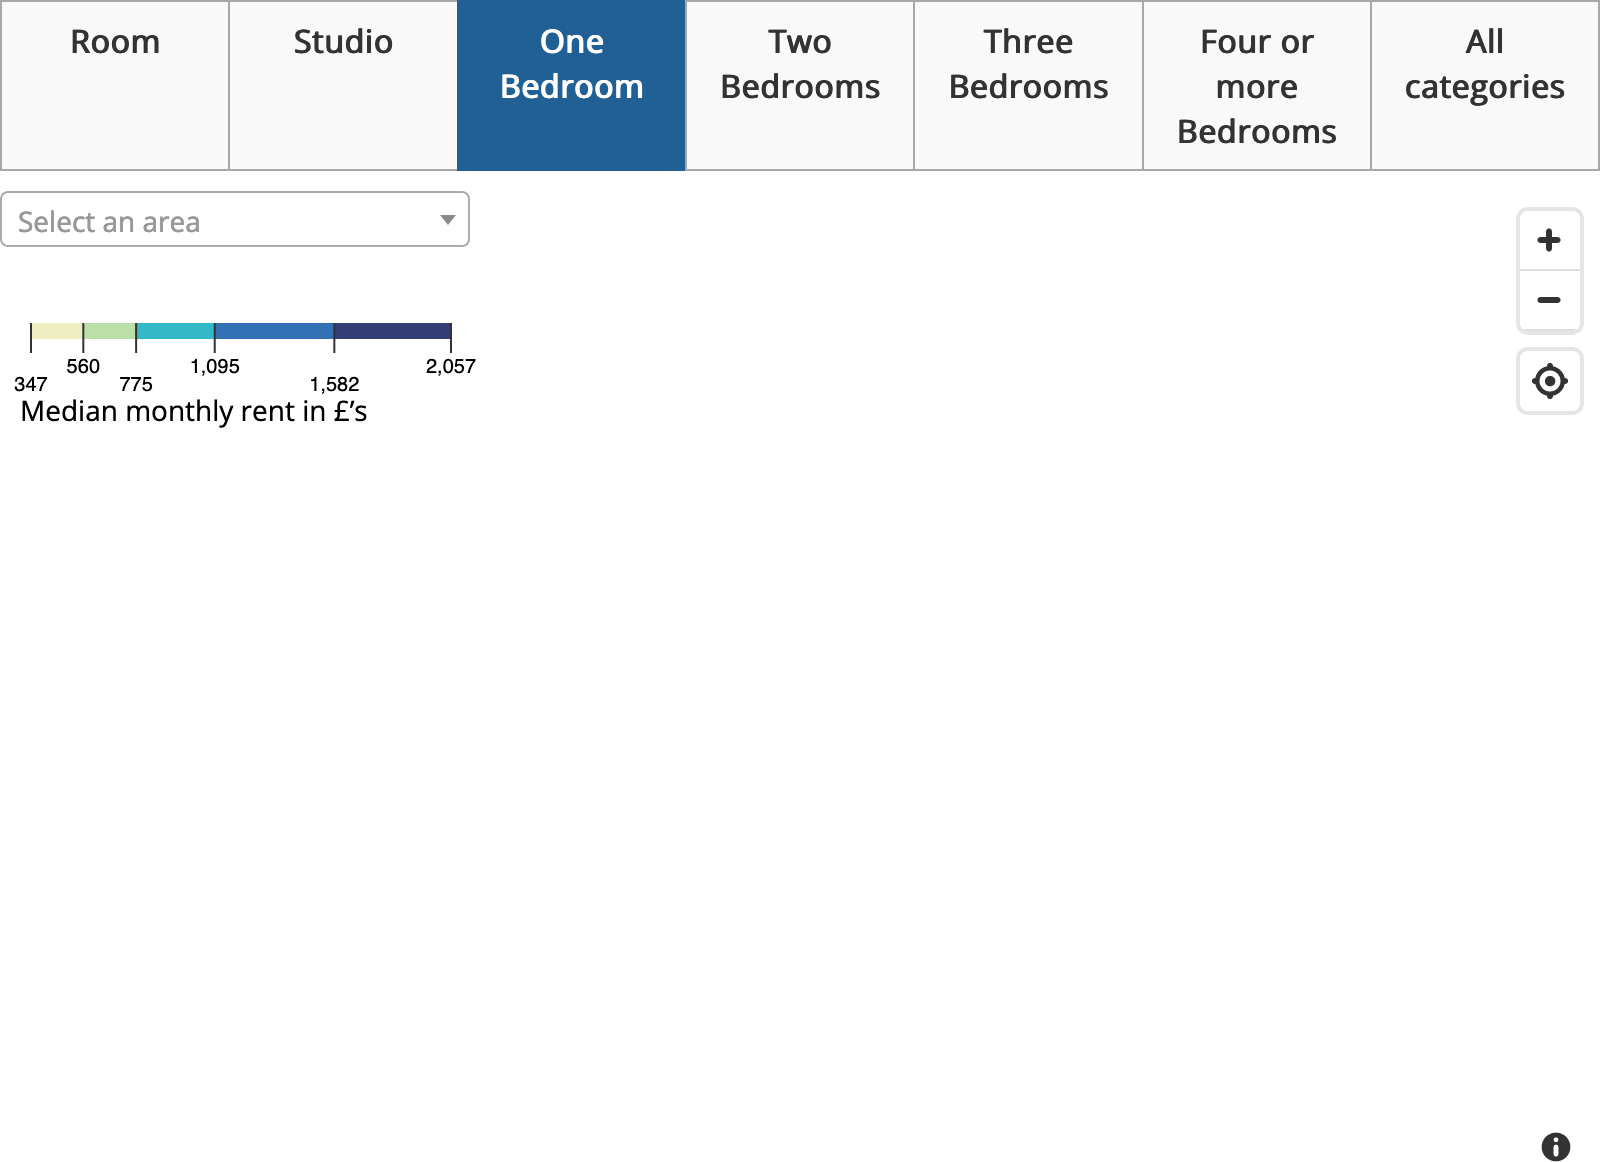 Room
Studio
One
Bedroom
Two
Bedrooms
Three
Bedrooms
Four or
more
Bedrooms
All
categories
Select an area
347
560
775
1,095
1,582
2,057
Median monthly rent in £’s